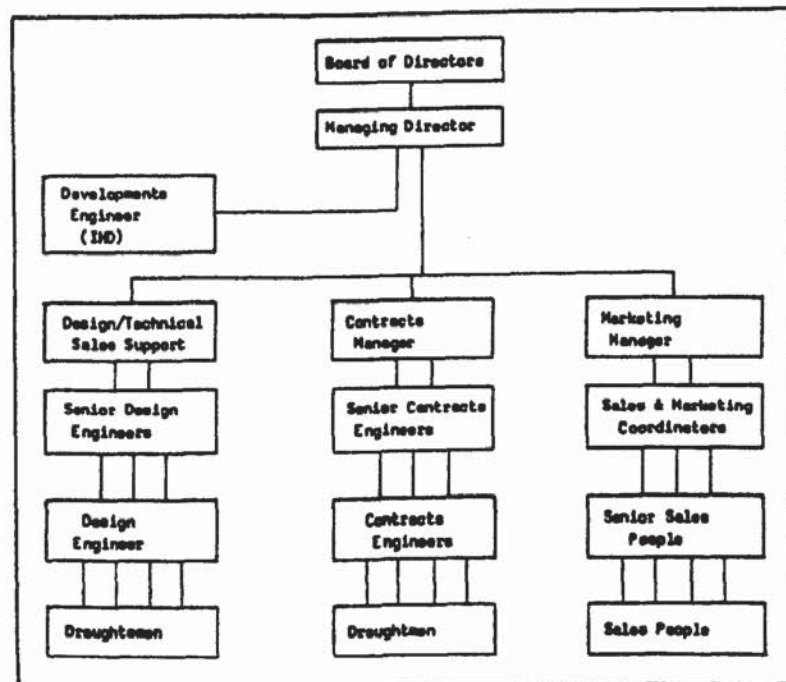 Board of Directors
Managing Director
Developments
Engineer
(IHD)
Design/Technical
Sales Support
Contracts
Manager
Marketing
Manager
Senior Design
Engineers
Senior Contracts
Engineers
Sales & Marketing
Coordinators
Design
Engineer
Contracts
Engineers
Senior Sales
People
Draughtsmen
Draughtmen
Sales People